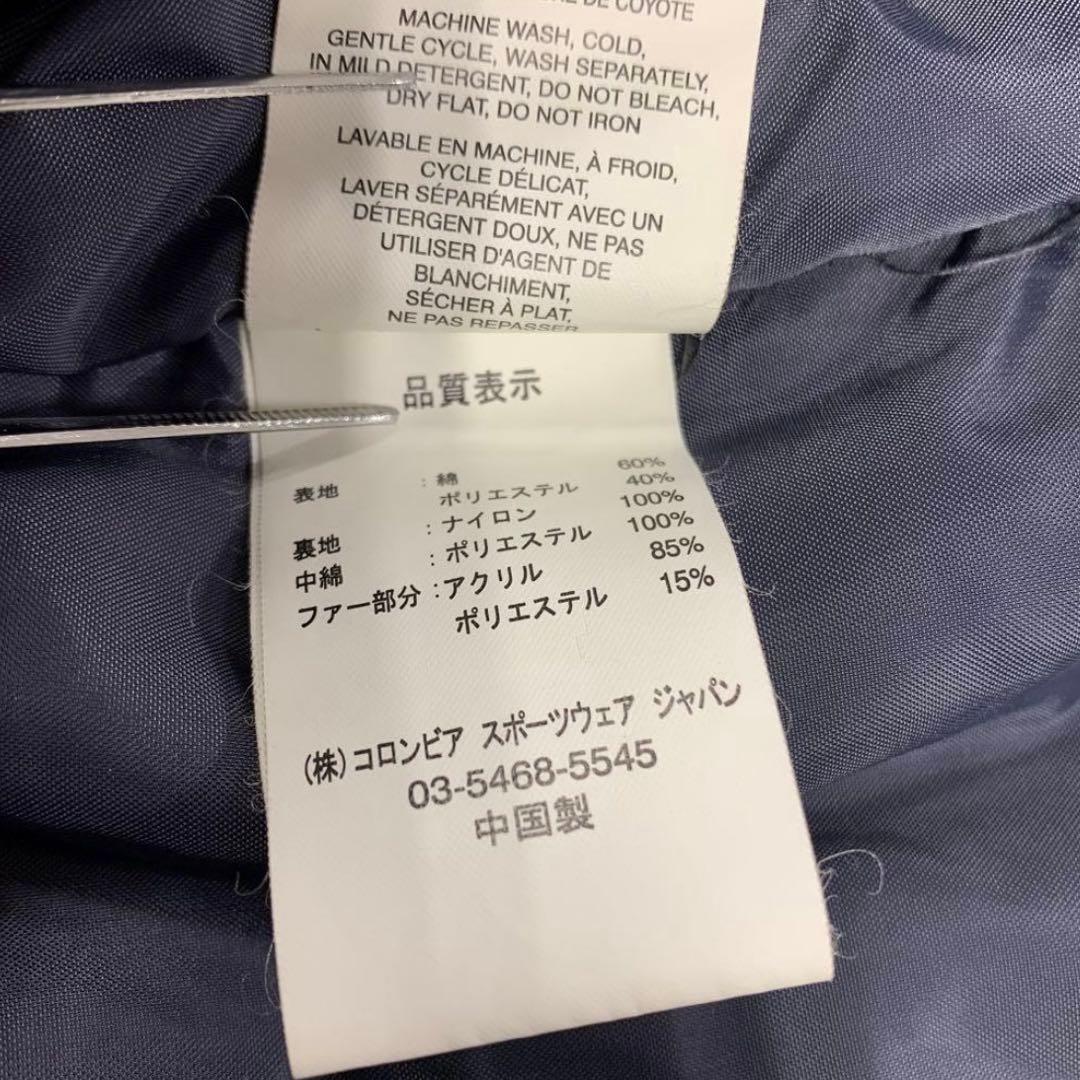 DE COYOTE
MACHINE WASH, COLD,
GENTLE CYCLE, WASH SEPARATELY,
IN MILD DETERGENT, DO NOT BLEACH,
DRY FLAT, DO NOT IRON
LAVABLE EN MACHINE, À FROID,
CYCLE DÉLICAT,
LAVER SÉPARÉMENT AVEC UN
DÉTERGENT DOUX, NE PAS
UTILISER D'AGENT DE
BLANCHIMENT,
SÉCHER À PLAT,
NE PAS REPASSER
品質表示
表地 : 綿 60%
ポリエステル 40%
裏地 : ナイロン 100%
中綿 : ポリエステル 100%
ファー部分 : アクリル 85%
ポリエステル 15%
(株)コロンビア スポーツウェア ジャパン
03-5468-5545
中国製